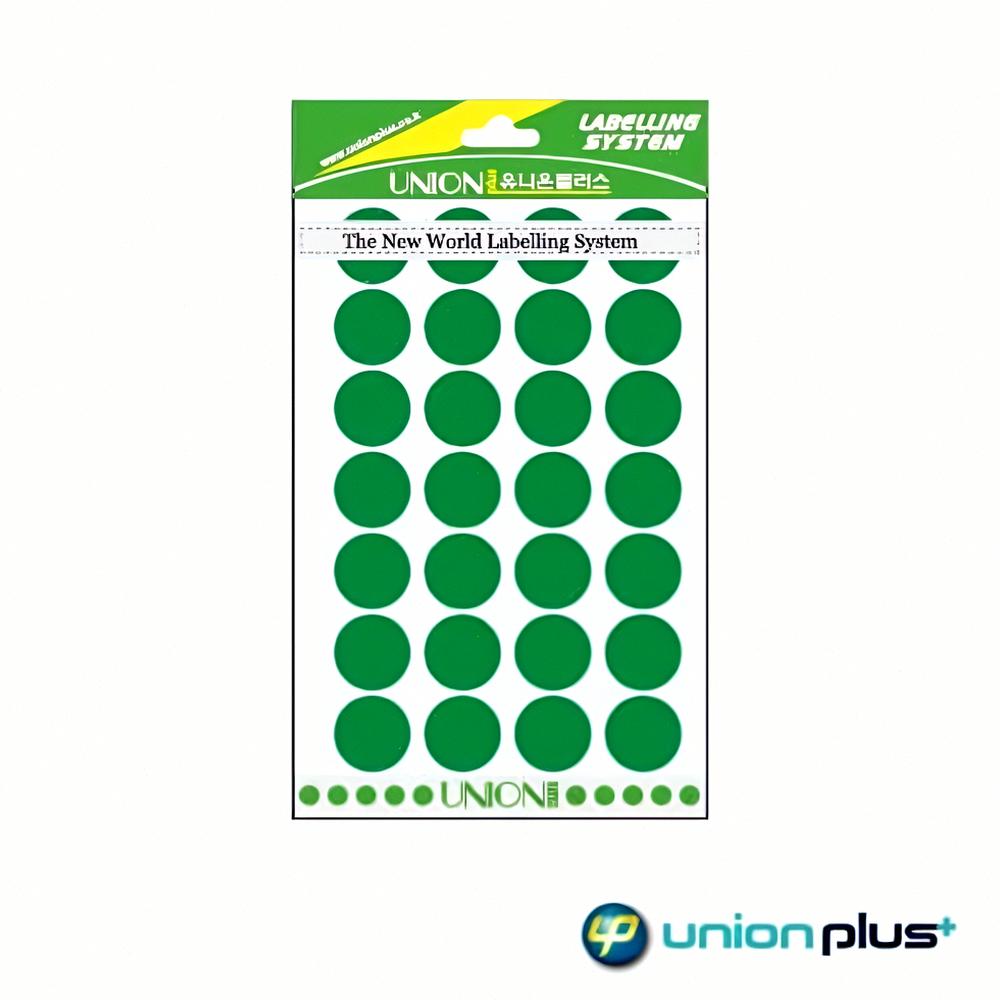 LABELLING
SYSTEM
UNION 유니온플러스
The New World Labelling System
UNION
union plus+